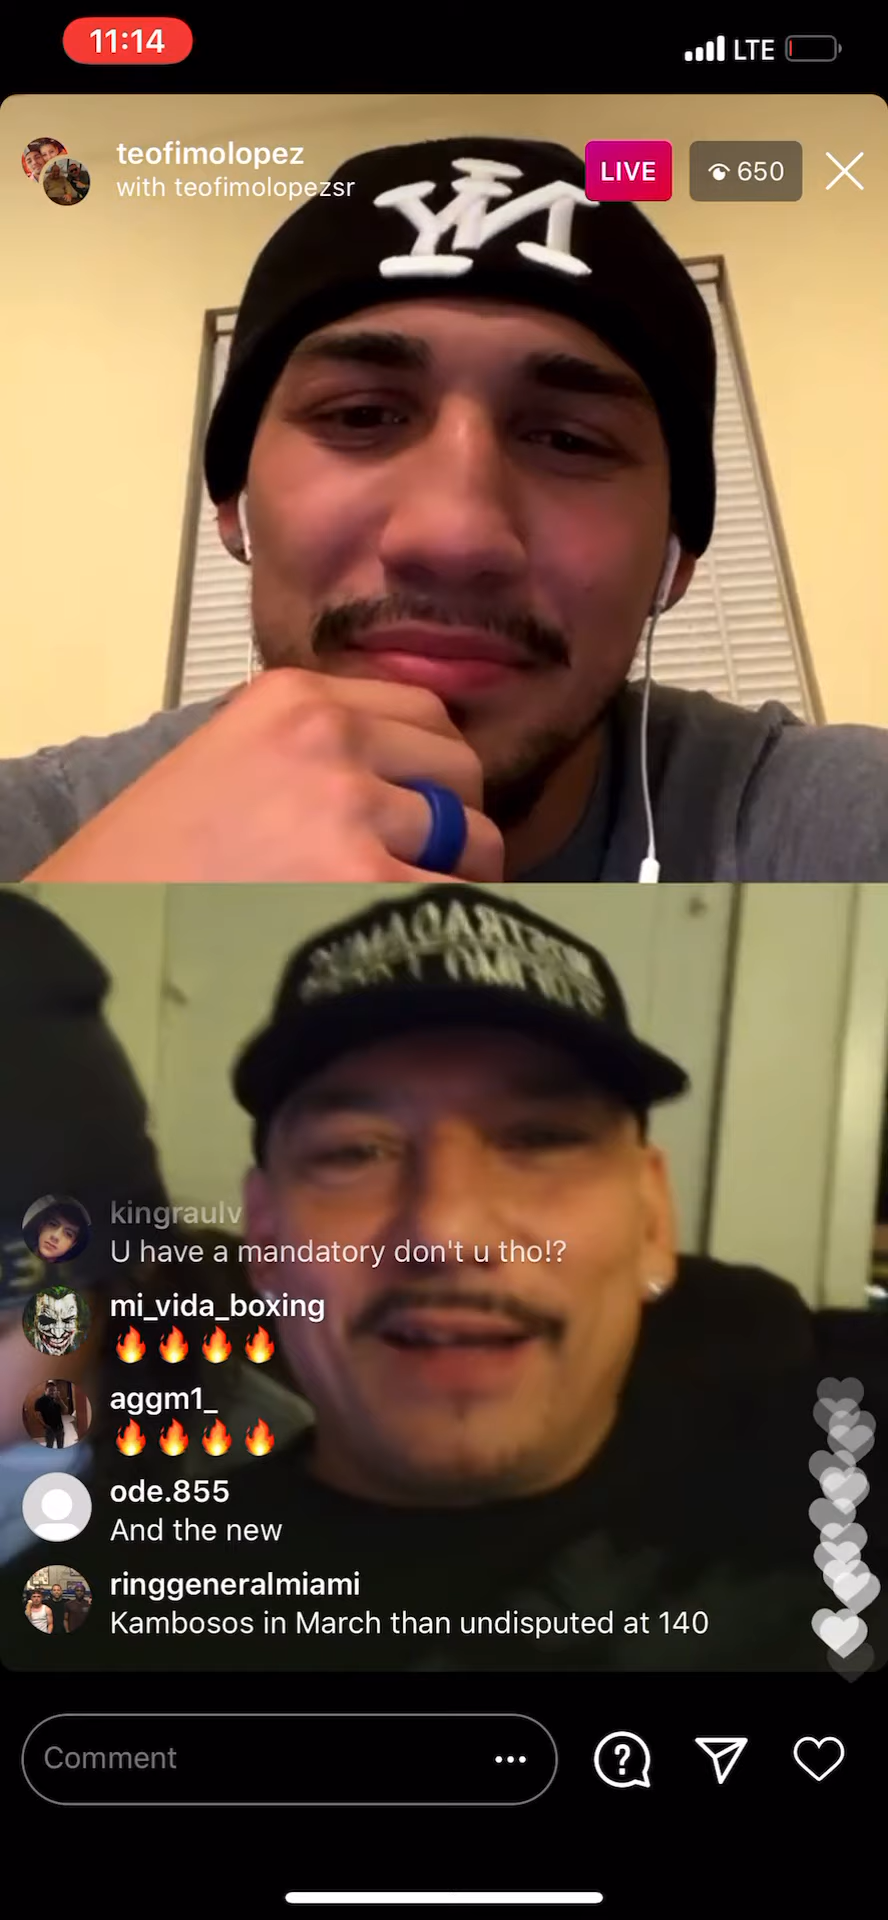 11:14
LTE
teofimolopez
with teofimolopezsr
LIVE
650
NY
kingraulv
U have a mandatory don't u tho!?
mi_vida_boxing
🔥 🔥 🔥 🔥
aggm1_
🔥 🔥 🔥 🔥
ode.855
And the new
ringgeneralmiami
Kambosos in March than undisputed at 140
Comment